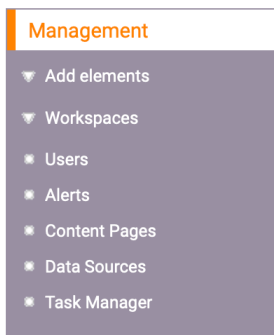 Management
Add elements
Workspaces
Users
Alerts
Content Pages
Data Sources
Task Manager